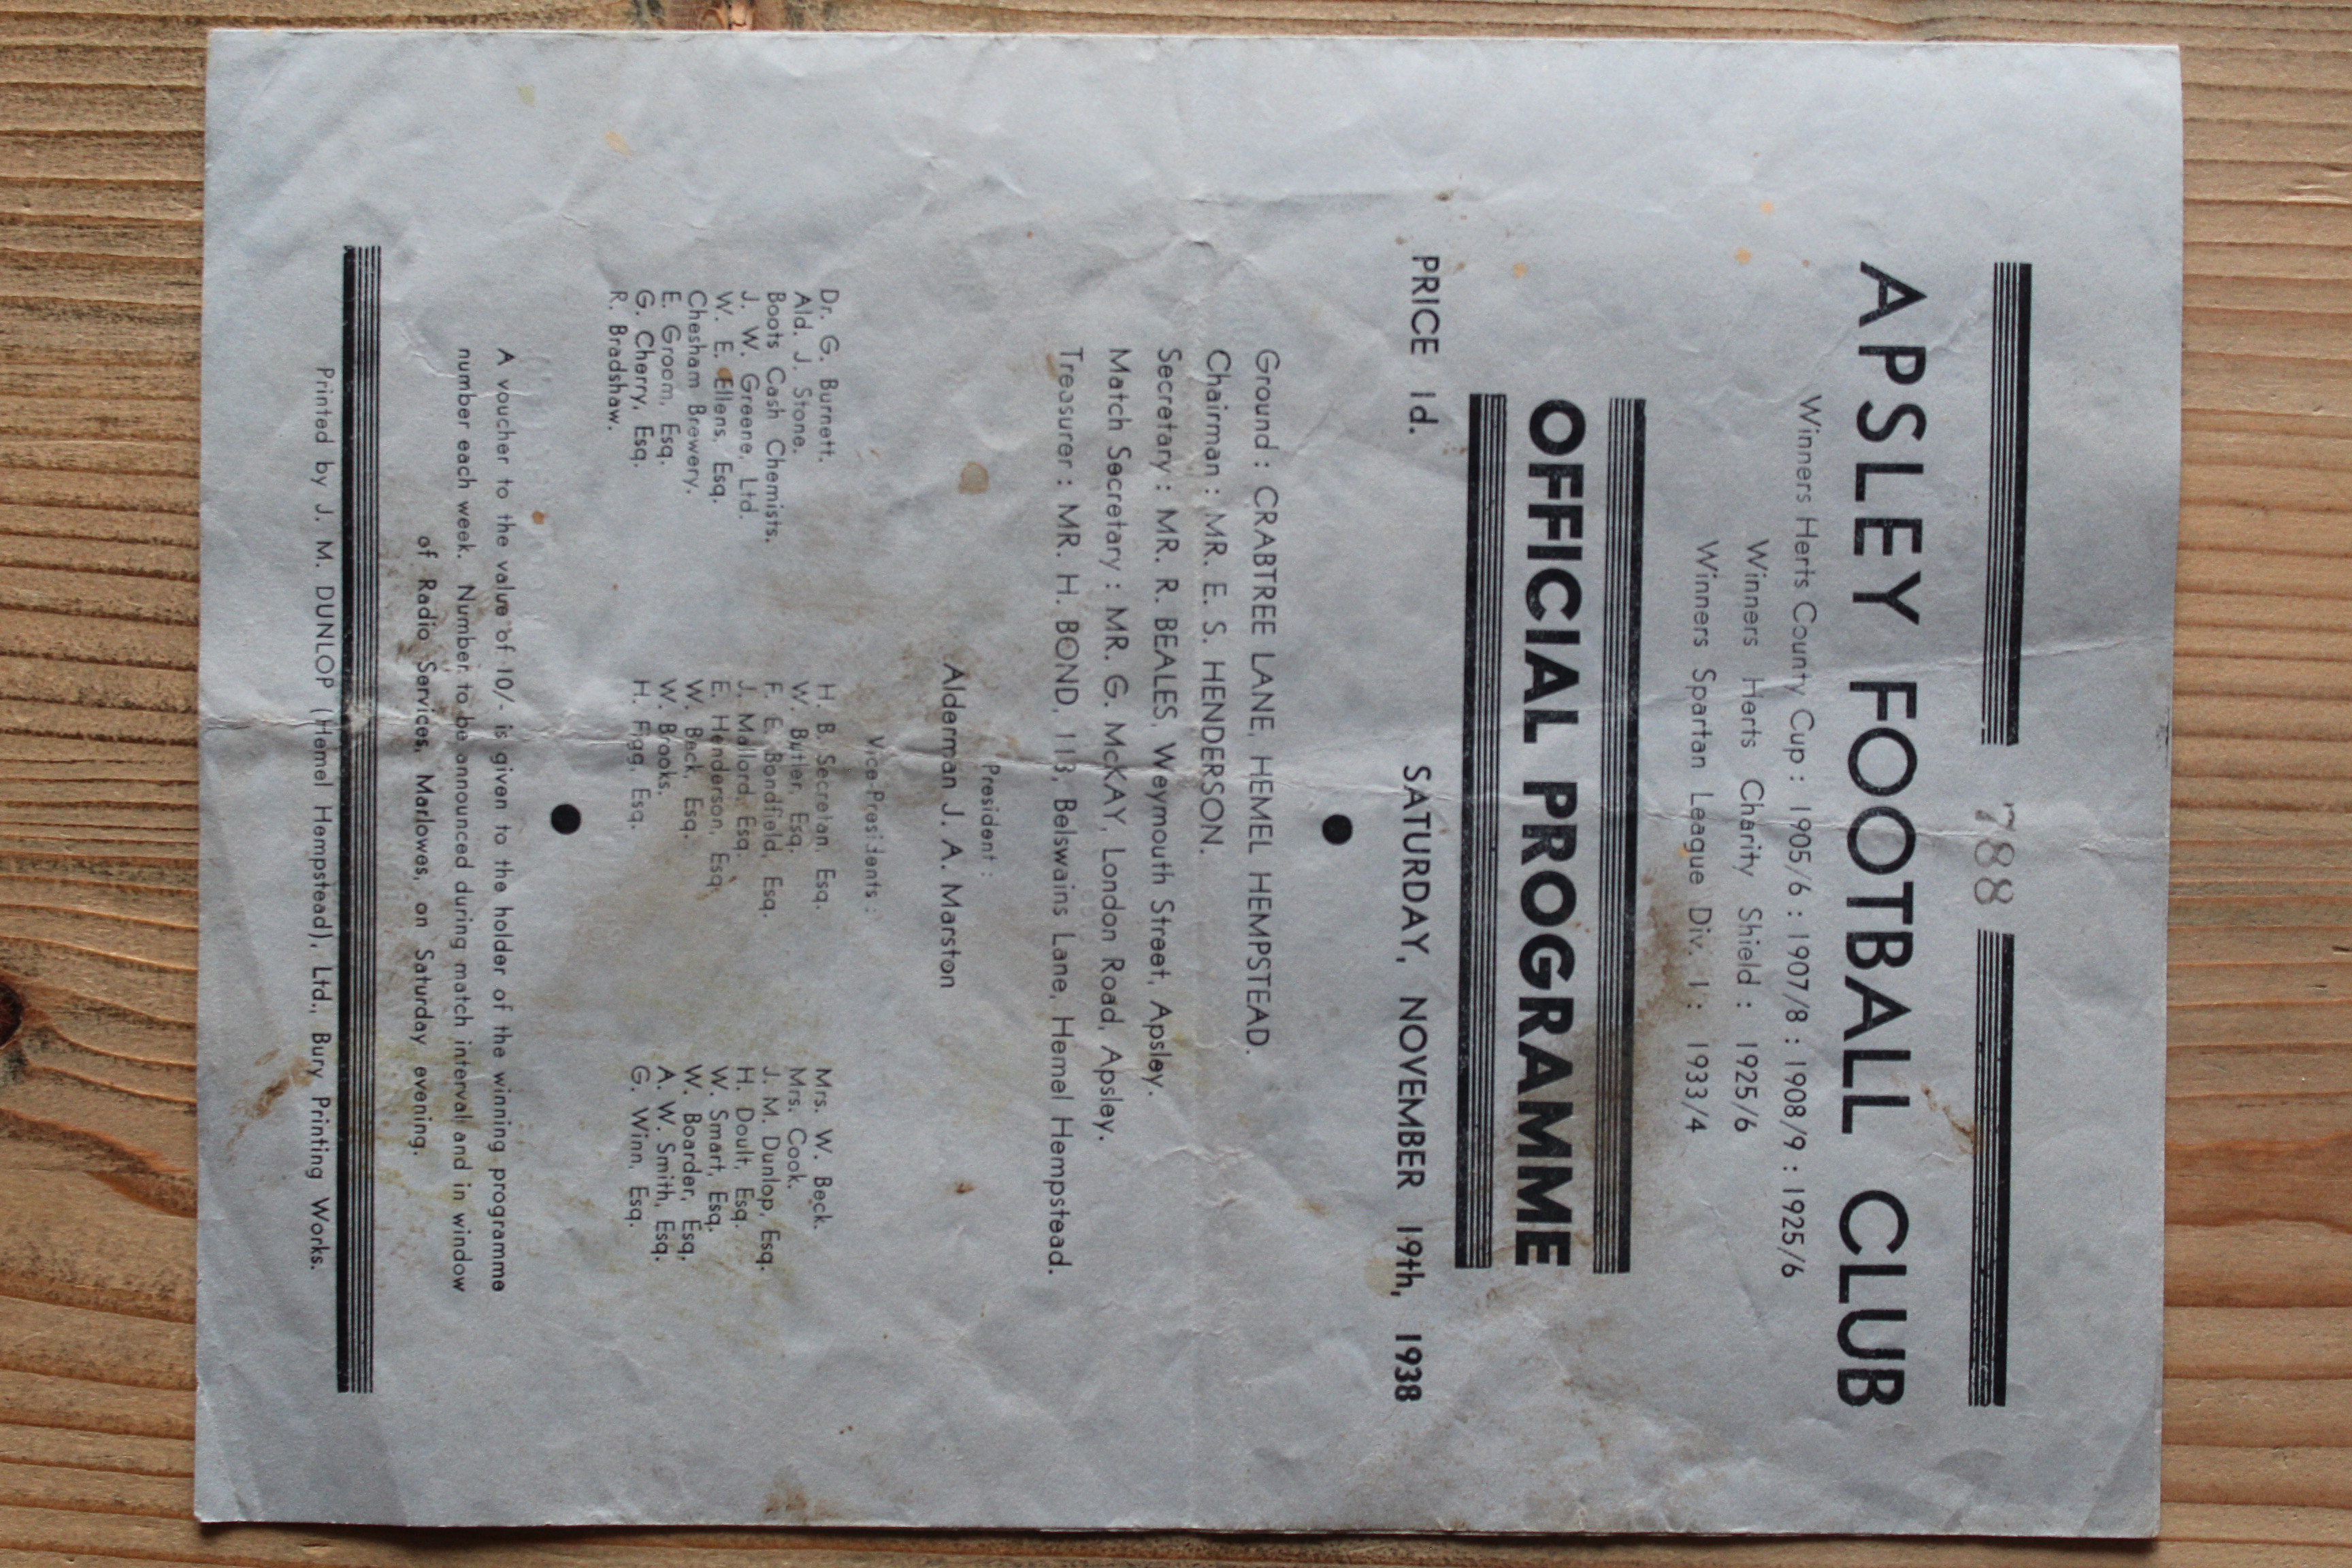 788
APSLEY FOOTBALL CLUB
Winners Herts County Cup : 1905/6 : 1907/8 : 1908/9 : 1925/6
Winners Herts Charity Shield : 1925/6
Winners Spartan League Div. 1 : 1933/4
OFFICIAL PROGRAMME
PRICE 1d. SATURDAY, NOVEMBER 19th, 1938
Ground : CRABTREE LANE, HEMEL HEMPSTEAD.
Chairman : MR. E. S. HENDERSON.
Secretary : MR. R. BEALES, Weymouth Street, Apsley.
Match Secretary : MR. G. McKAY, London Road, Apsley.
Treasurer : MR. H. BOND, 113, Belswains Lane, Hemel Hempstead.
President :
Alderman J. A. Marston
Vice-Presidents :
Dr. G. Burnett.
Ald. J. Stone.
Boots Cash Chemists.
J. W. Greene, Ltd.
W. E. Ellens, Esq.
Chesham Brewery.
E. Groom, Esq.
G. Cherry, Esq.
R. Bradshaw.
H. B. Secretan, Esq.
W. Butler, Esq.
F. E. Bondfield, Esq.
J. Mallord, Esq.
E. Henderson, Esq.
W. Beck, Esq.
W. Brooks.
H. Figg, Esq.
Mrs. W. Beck.
Mrs. Cook.
J. M. Dunlop, Esq.
H. Doult, Esq.
W. Smart, Esq.
W. Boarder, Esq.
A. W. Smith, Esq.
G. Winn, Esq.
A voucher to the value of 10/- is given to the holder of the winning programme
number each week. Number to be announced during match interval and in window
of Radio Services, Marlowes, on Saturday evening.
Printed by J. M. DUNLOP (Hemel Hempstead), Ltd., Bury Printing Works.